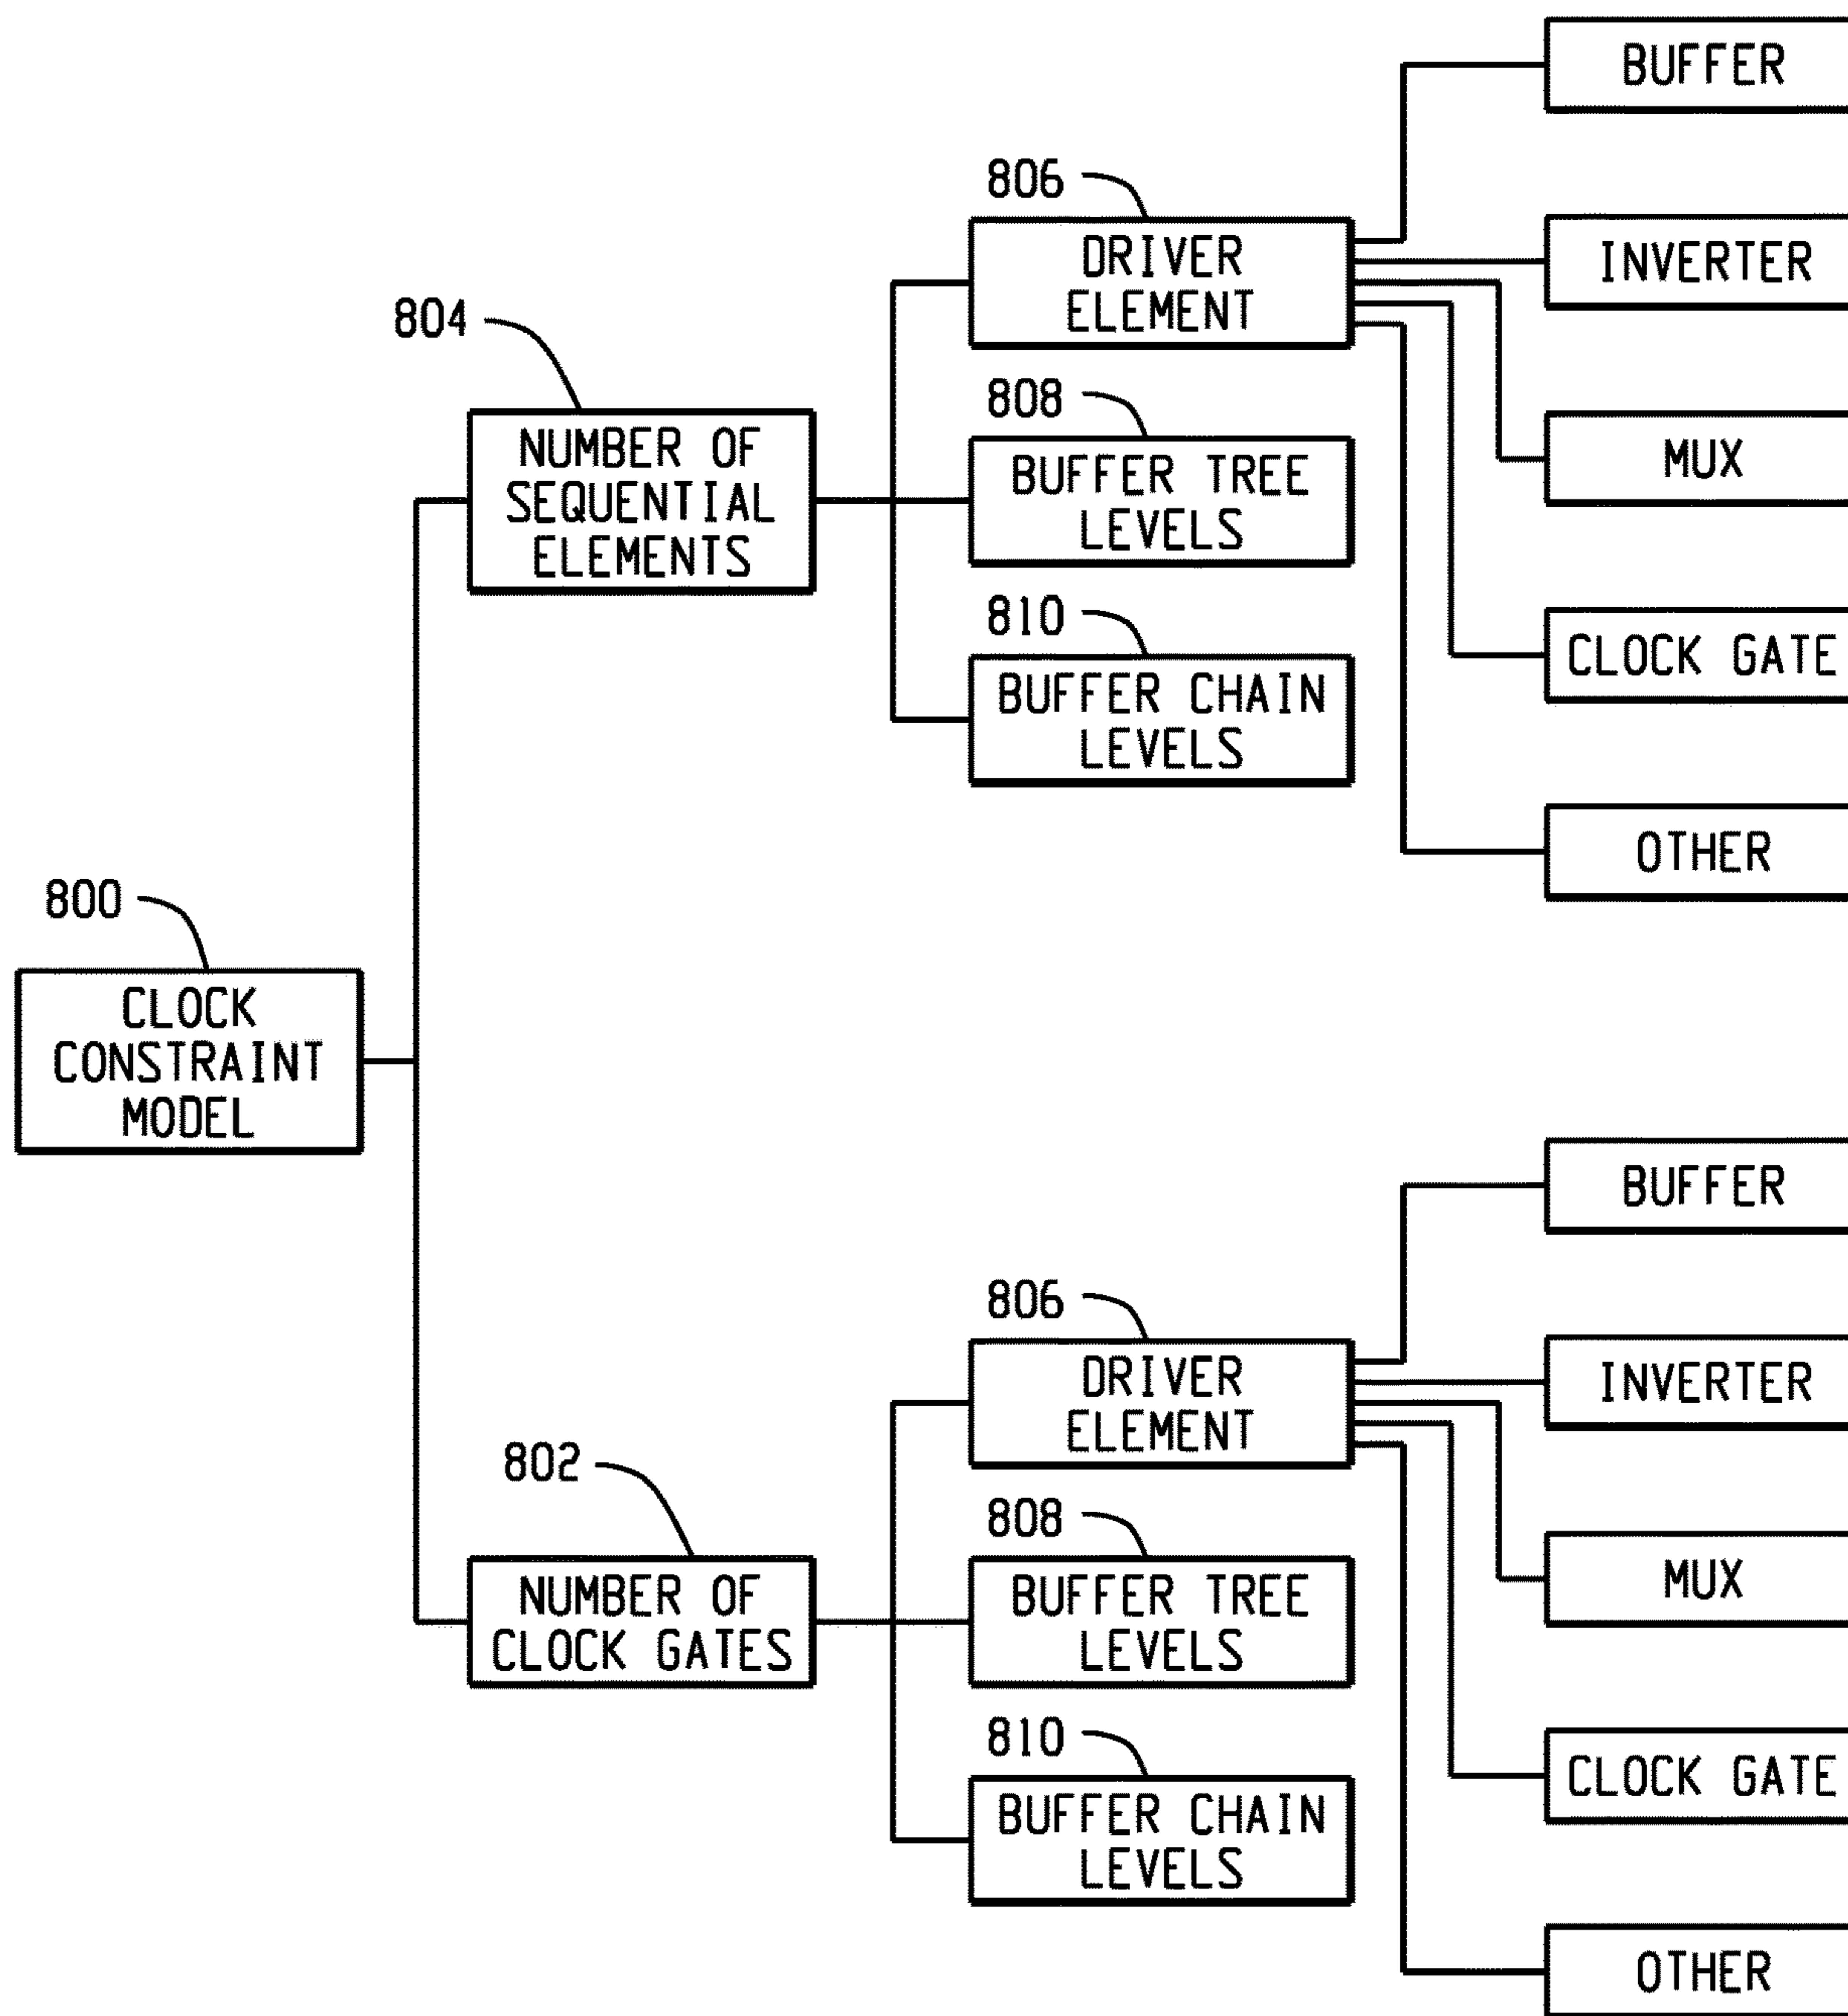 BUFFER
806
DRIVER
ELEMENT
INVERTER
804
808
NUMBER OF
SEQUENTIAL
ELEMENTS
BUFFER TREE
LEVELS
MUX
810
BUFFER CHAIN
LEVELS
CLOCK GATE
OTHER
800
CLOCK
CONSTRAINT
MODEL
BUFFER
806
DRIVER
ELEMENT
INVERTER
802
808
NUMBER OF
CLOCK GATES
BUFFER TREE
LEVELS
MUX
810
BUFFER CHAIN
LEVELS
CLOCK GATE
OTHER